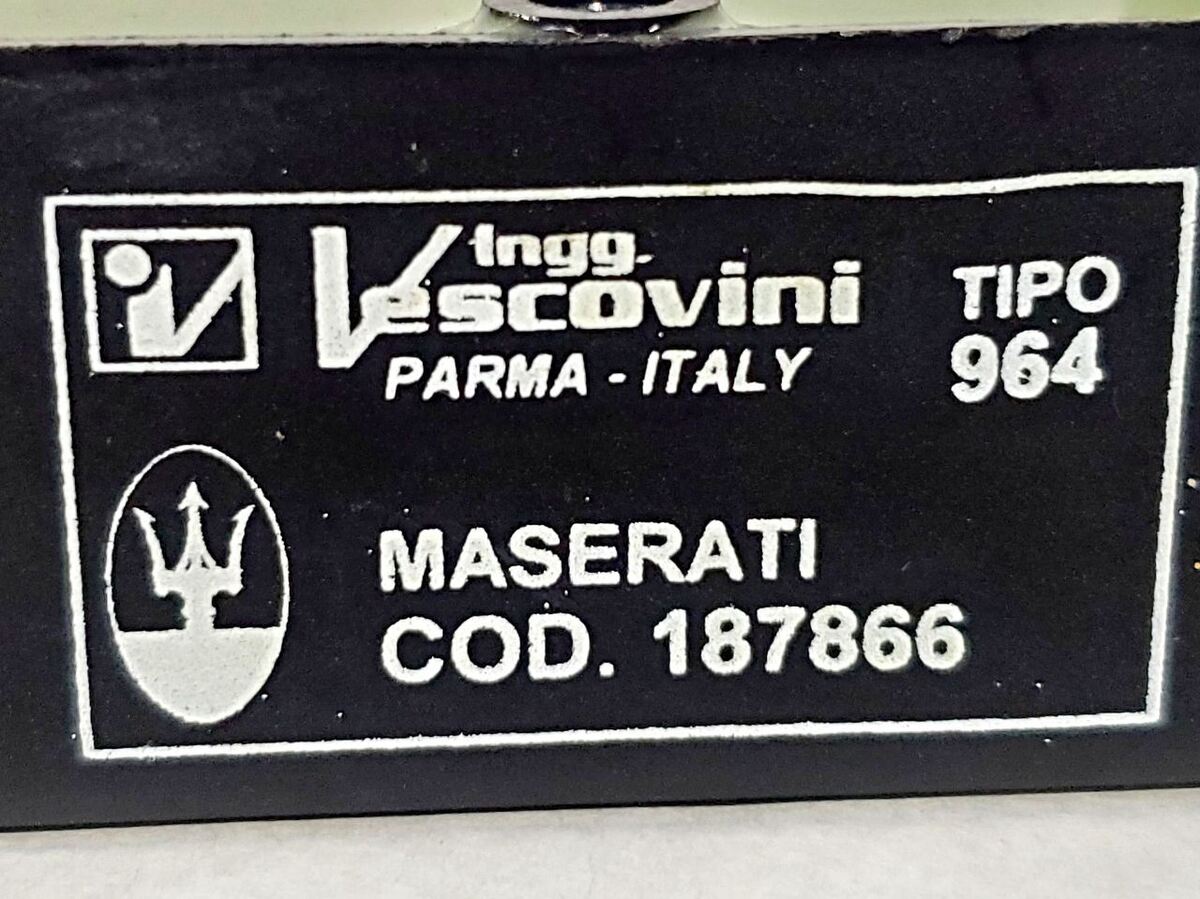 Ingg.
Vescovini
PARMA - ITALY
TIPO
964
MASERATI
COD. 187866